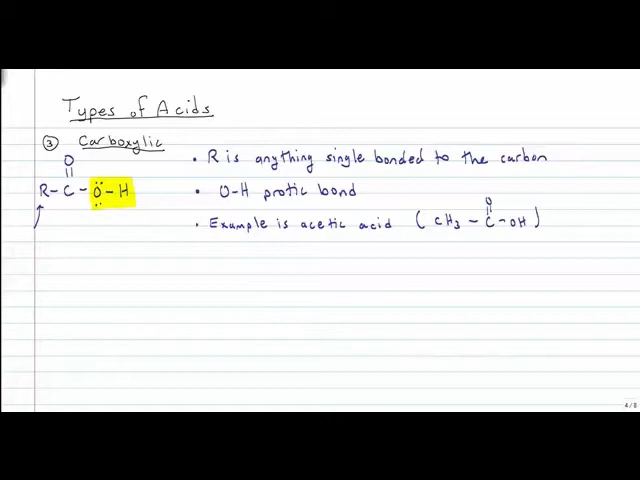 Types of Acids
③ Carboxylic
O
R - C - O - H
• R is anything single bonded to the carbon
• O-H protic bond
• Example is acetic acid (CH3 - C - OH)
O
4/8